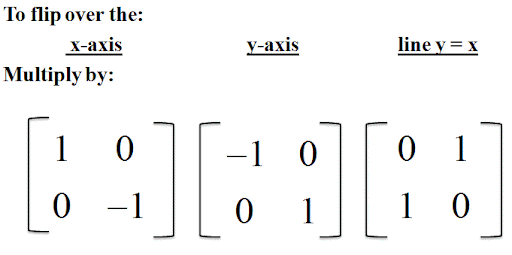 To flip over the:
x-axis y-axis line y = x
Multiply by:
1 0 −1 0 0 1
0 −1 0 1 1 0